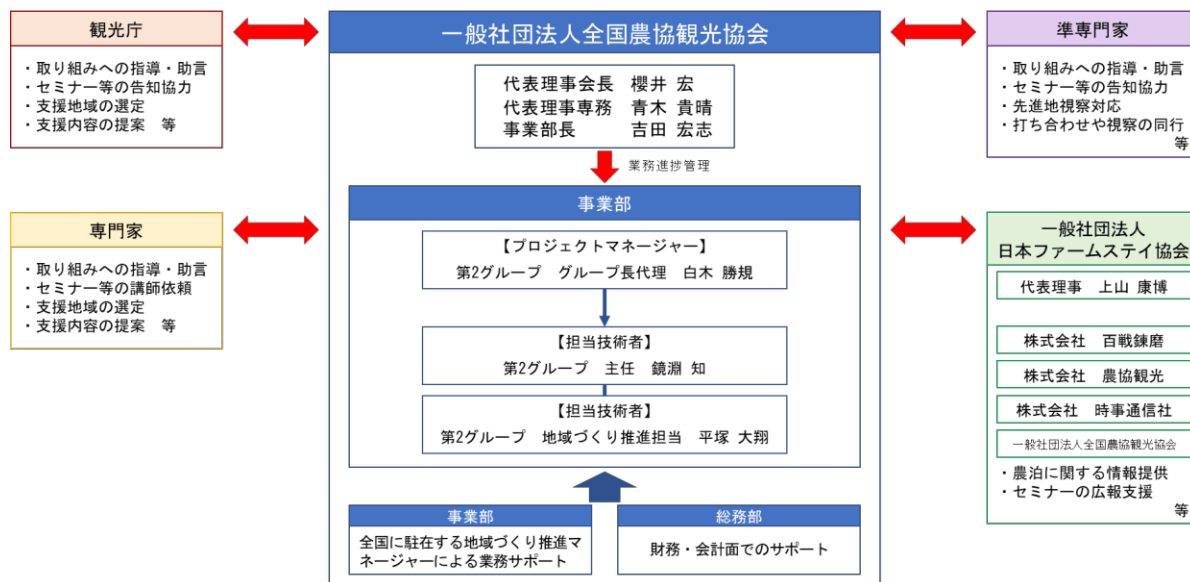 観光庁
・取り組みへの指導・助言
・セミナー等の告知協力
・支援地域の選定
・支援内容の提案　等
専門家
・取り組みへの指導・助言
・セミナー等の講師依頼
・支援地域の選定
・支援内容の提案　等
一般社団法人全国農協観光協会
代表理事会長　櫻井 宏
代表理事専務　青木 貴晴
事業部長　吉田 宏志
業務進捗管理
事業部
【プロジェクトマネージャー】
第2グループ　グループ長代理　白木 勝規
【担当技術者】
第2グループ　主任　鏡淵 知
【担当技術者】
第2グループ　地域づくり推進担当　平塚 大翔
事業部
全国に駐在する地域づくり推進マ
ネージャーによる業務サポート
総務部
財務・会計面でのサポート
準専門家
・取り組みへの指導・助言
・セミナー等の告知協力
・先進地視察対応
・打ち合わせや視察の同行
等
一般社団法人
日本ファームステイ協会
代表理事　上山 康博
株式会社　百戦錬磨
株式会社　農協観光
株式会社　時事通信社
一般社団法人全国農協観光協会
・農泊に関する情報提供
・セミナーの広報支援
等